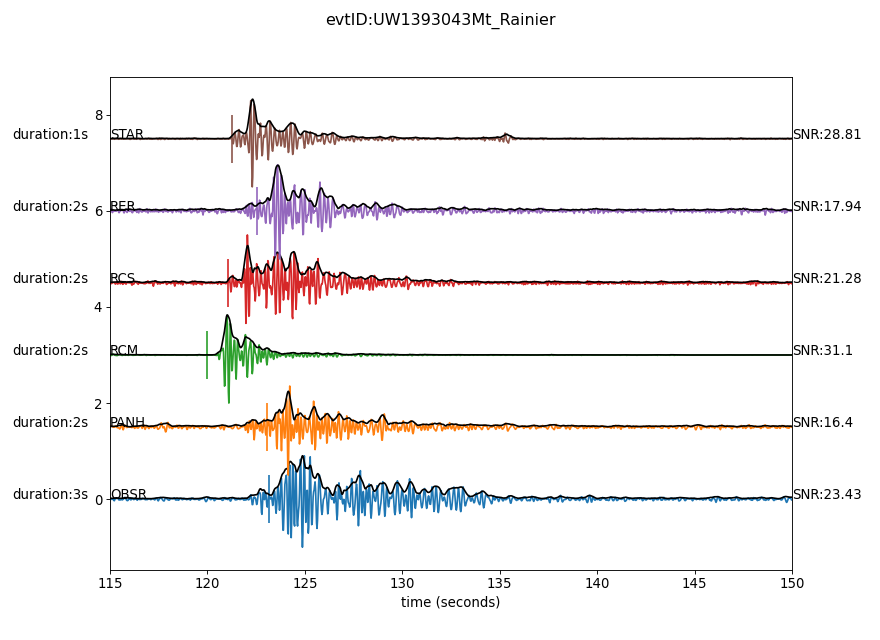 evtID:UW1393043Mt_Rainier
8
duration:1s STAR SNR:28.81
duration:2s RER SNR:17.94
6
duration:2s RCS SNR:21.28
4
duration:2s RCM SNR:31.1
2
duration:2s PANH SNR:16.4
duration:3s OBSR SNR:23.43
0
115 120 125 130 135 140 145 150
time (seconds)